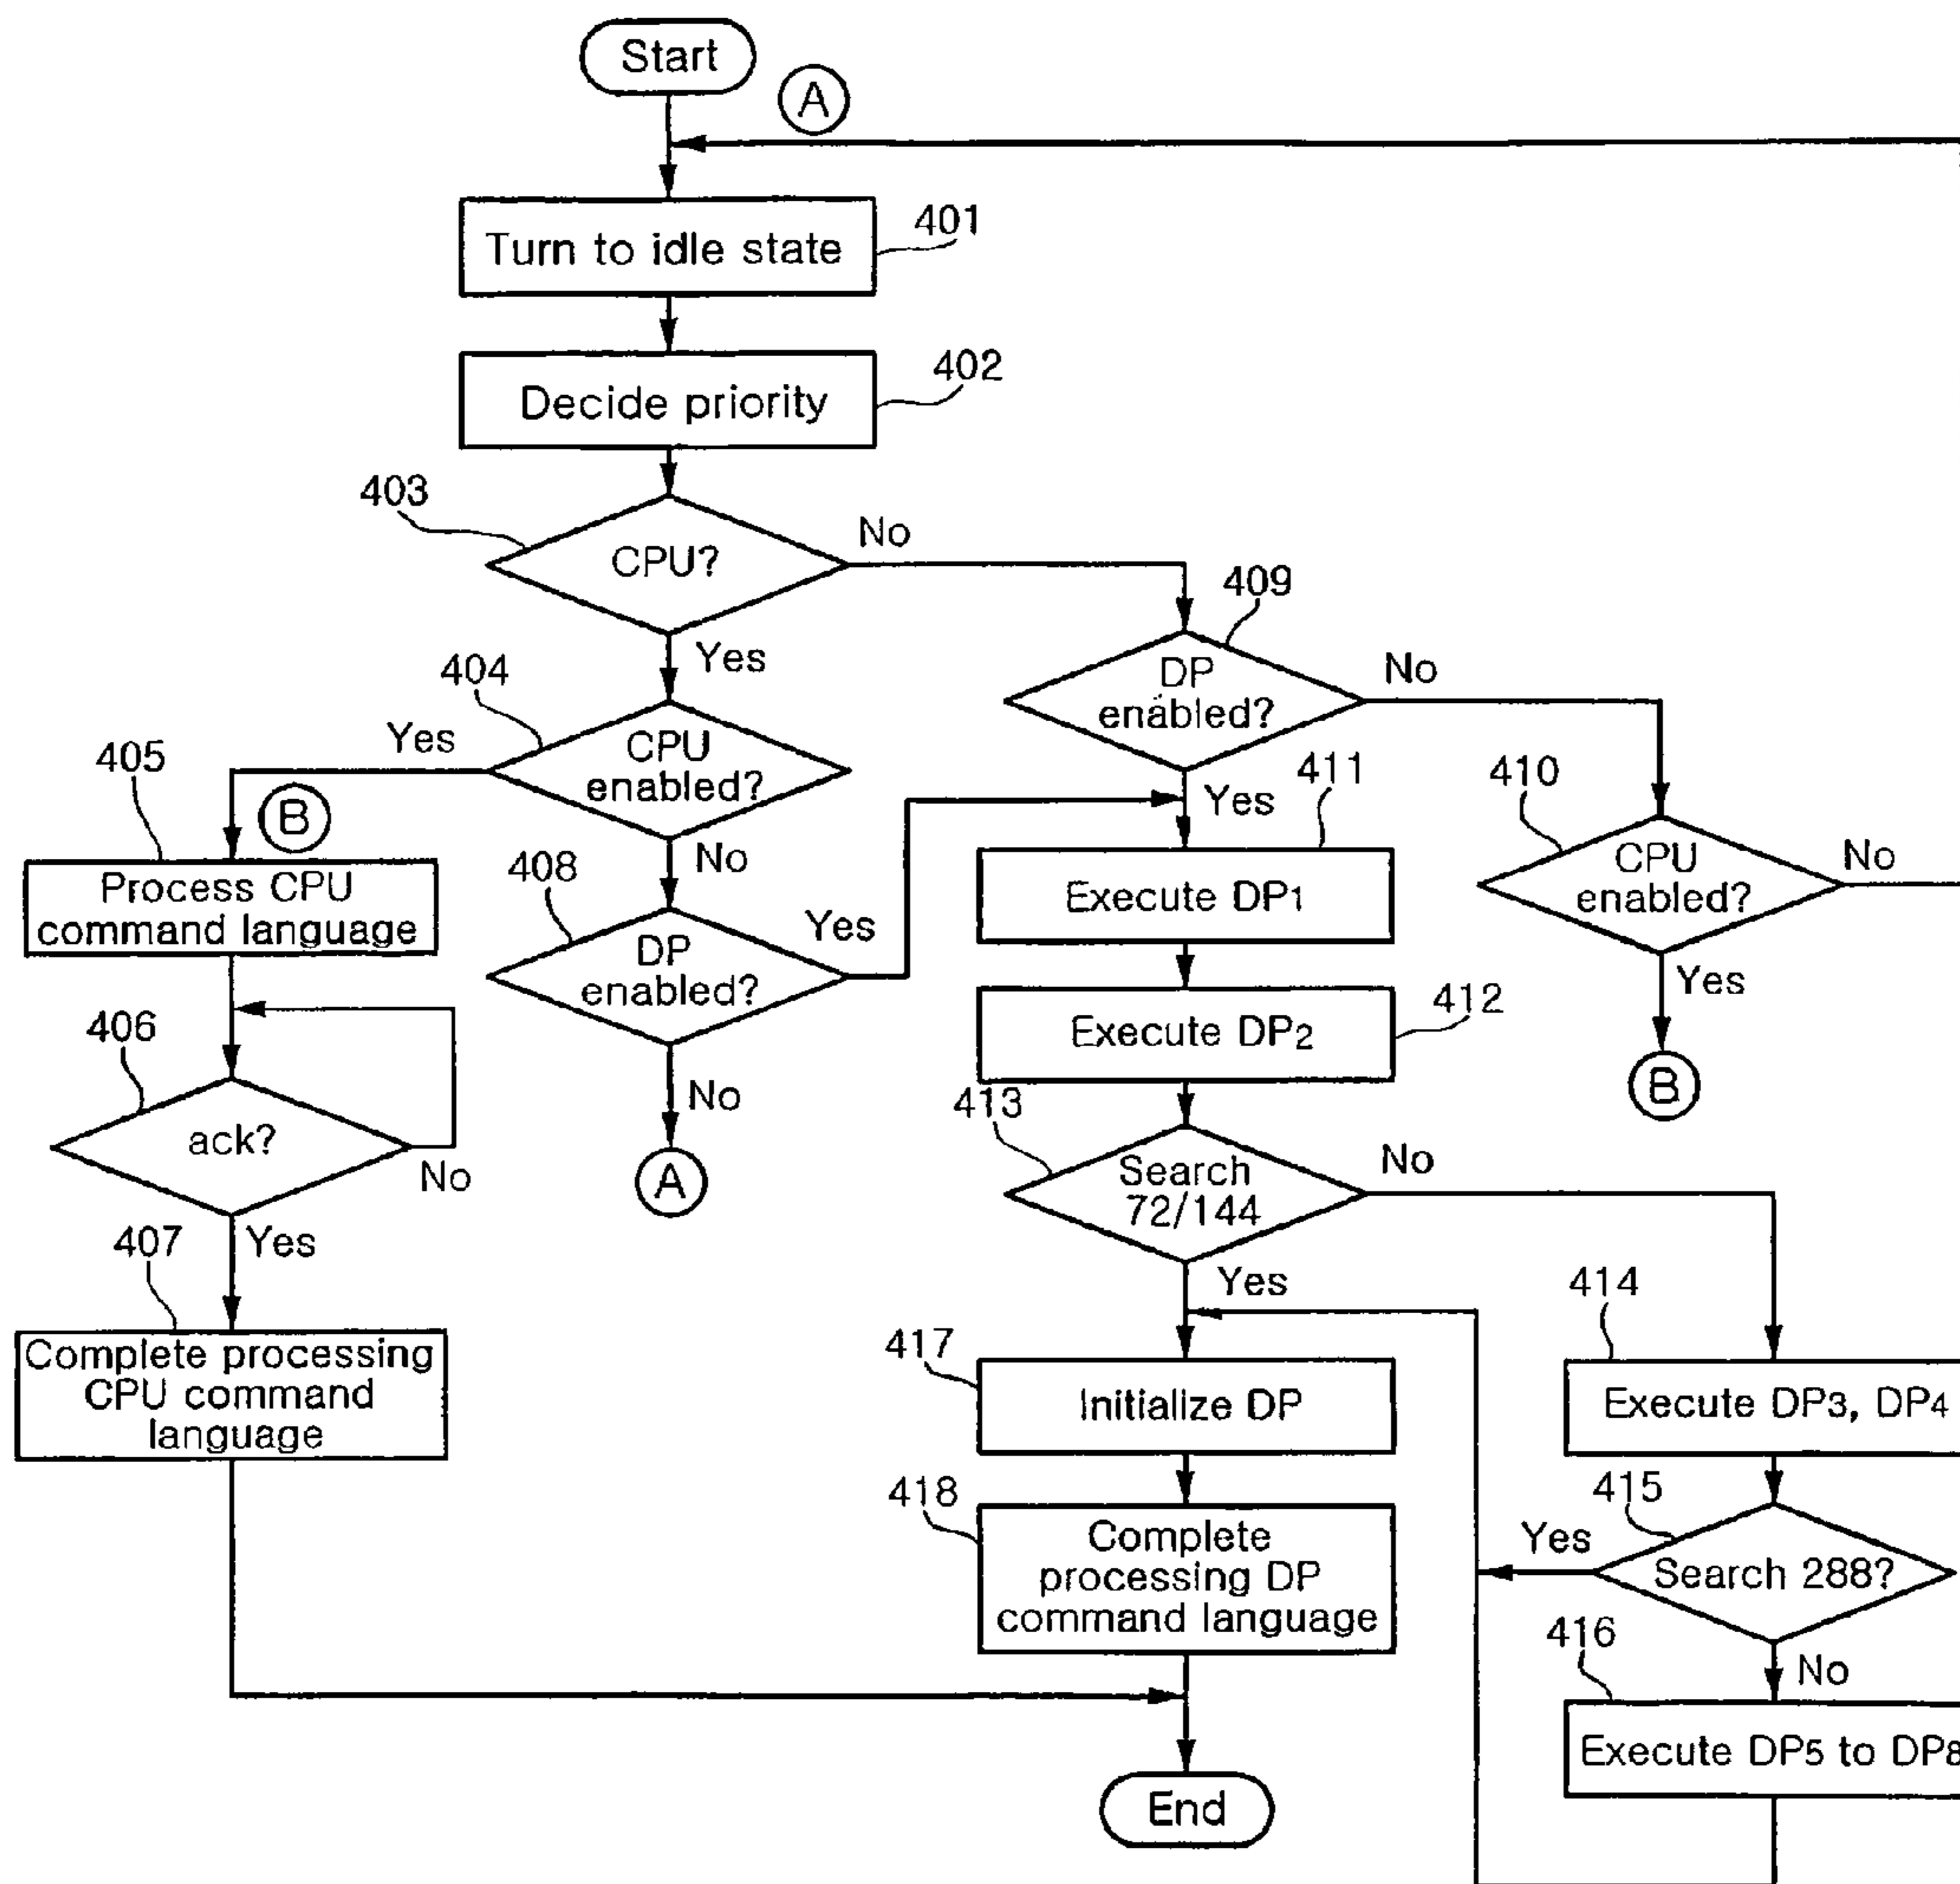 Start
A
401
Turn to idle state
402
Decide priority
403
CPU?
No
Yes
409
DP
enabled?
No
404
CPU
enabled?
Yes
No
405
B
Process CPU
command language
406
ack?
No
Yes
407
Complete processing
CPU command
language
408
DP
enabled?
Yes
No
A
410
CPU
enabled?
No
Yes
B
Yes
411
Execute DP1
412
Execute DP2
413
Search
72/144
No
Yes
414
Execute DP3, DP4
415
Search 288?
Yes
No
416
Execute DP5 to DP8
417
Initialize DP
418
Complete
processing DP
command language
End